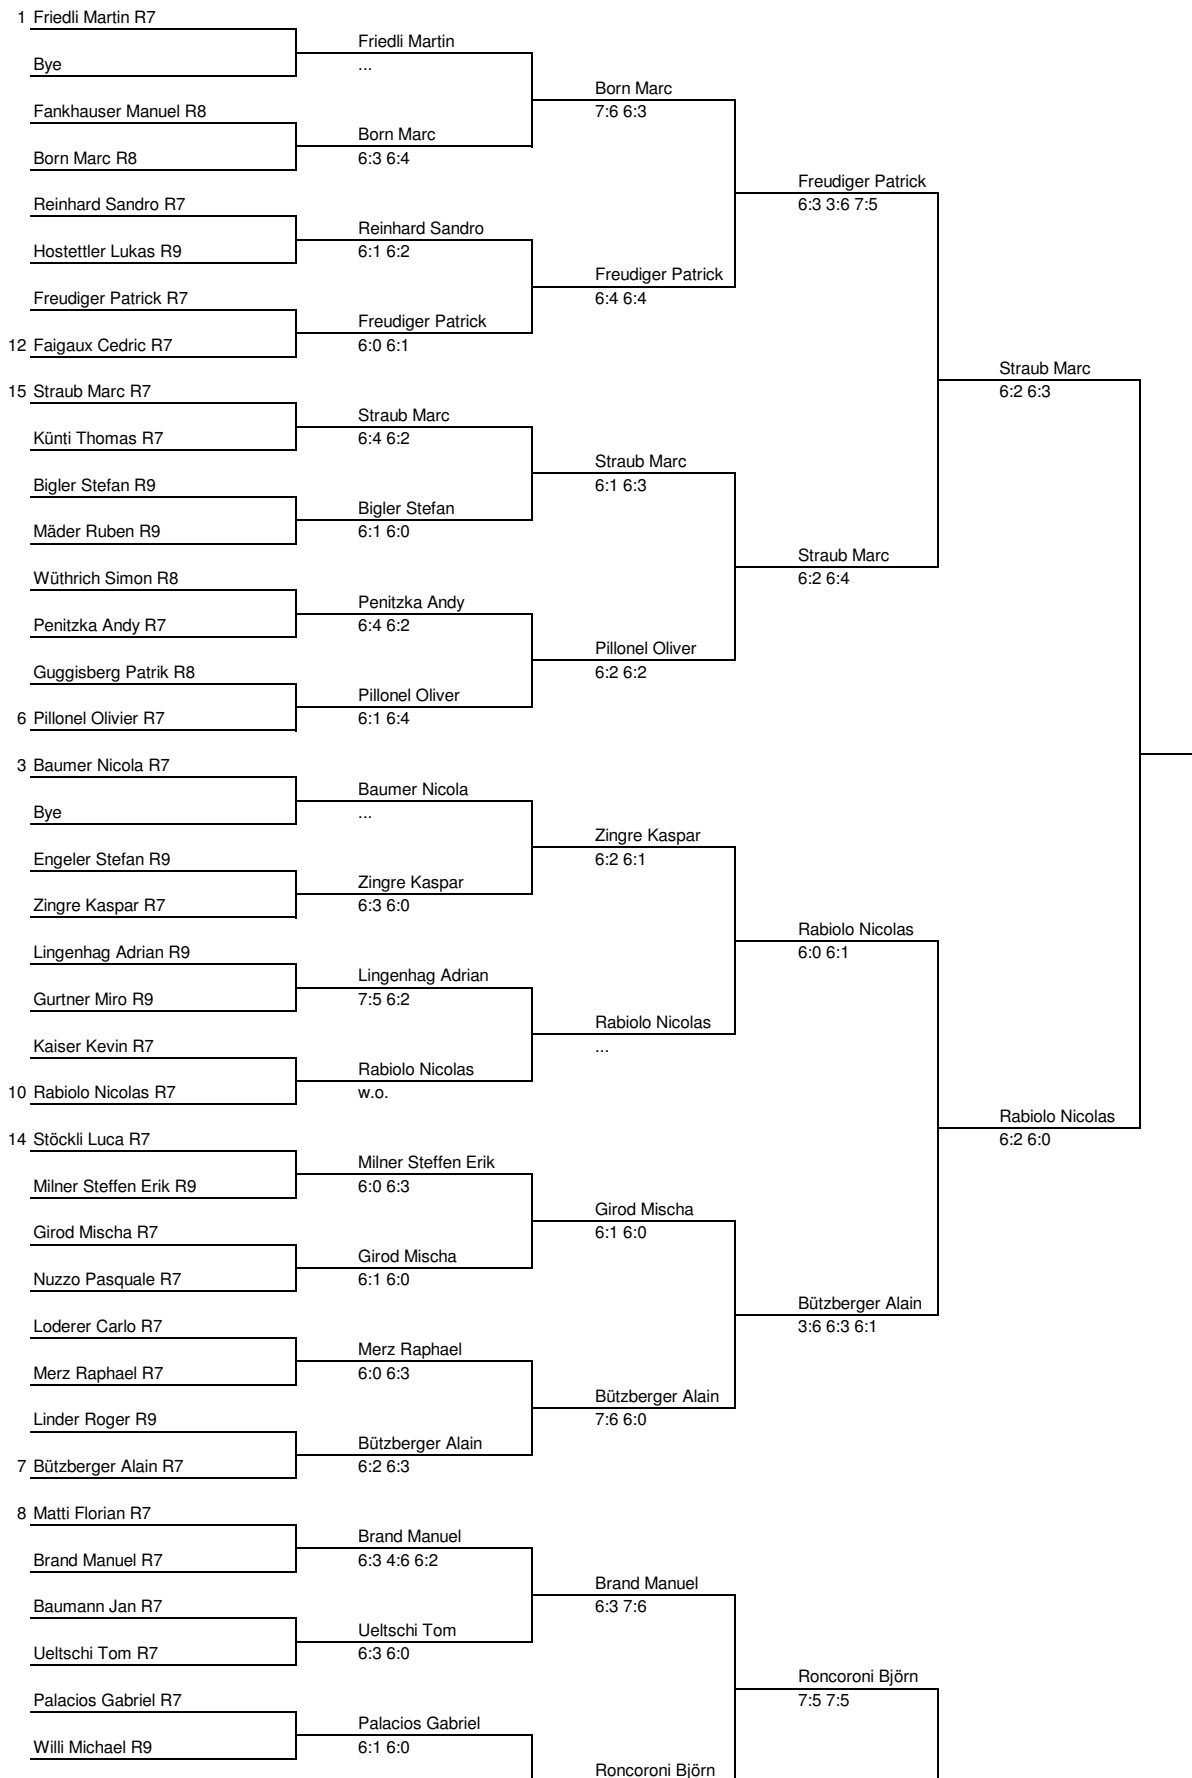 1 Friedli Martin R7
Friedli Martin
Bye
...
Born Marc
Fankhauser Manuel R8
7:6 6:3
Born Marc
Born Marc R8
6:3 6:4
Freudiger Patrick
Reinhard Sandro R7
6:3 3:6 7:5
Reinhard Sandro
Hostettler Lukas R9
6:1 6:2
Freudiger Patrick
Freudiger Patrick R7
6:4 6:4
Freudiger Patrick
12 Faigaux Cedric R7
6:0 6:1
Straub Marc
15 Straub Marc R7
6:2 6:3
Straub Marc
Künti Thomas R7
6:4 6:2
Straub Marc
Bigler Stefan R9
6:1 6:3
Bigler Stefan
Mäder Ruben R9
6:1 6:0
Straub Marc
Wüthrich Simon R8
6:2 6:4
Penitzka Andy
Penitzka Andy R7
6:4 6:2
Pillonel Oliver
Guggisberg Patrik R8
6:2 6:2
Pillonel Oliver
6 Pillonel Olivier R7
6:1 6:4
3 Baumer Nicola R7
Baumer Nicola
Bye
...
Zingre Kaspar
Engeler Stefan R9
6:2 6:1
Zingre Kaspar
Zingre Kaspar R7
6:3 6:0
Rabiolo Nicolas
Lingenhag Adrian R9
6:0 6:1
Lingenhag Adrian
Gurtner Miro R9
7:5 6:2
Rabiolo Nicolas
Kaiser Kevin R7
...
Rabiolo Nicolas
10 Rabiolo Nicolas R7
w.o.
Rabiolo Nicolas
14 Stöckli Luca R7
6:2 6:0
Milner Steffen Erik
Milner Steffen Erik R9
6:0 6:3
Girod Mischa
Girod Mischa R7
6:1 6:0
Girod Mischa
Nuzzo Pasquale R7
6:1 6:0
Bützberger Alain
Loderer Carlo R7
3:6 6:3 6:1
Merz Raphael
Merz Raphael R7
6:0 6:3
Bützberger Alain
Linder Roger R9
7:6 6:0
Bützberger Alain
7 Bützberger Alain R7
6:2 6:3
8 Matti Florian R7
Brand Manuel
Brand Manuel R7
6:3 4:6 6:2
Brand Manuel
Baumann Jan R7
6:3 7:6
Ueltschi Tom
Ueltschi Tom R7
6:3 6:0
Roncoroni Björn
Palacios Gabriel R7
7:5 7:5
Palacios Gabriel
Willi Michael R9
6:1 6:0
Roncoroni Björn